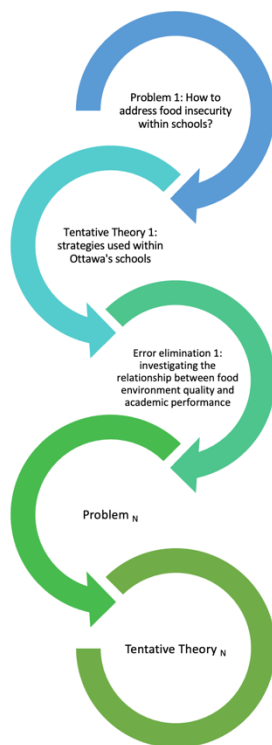 Problem 1: How to
address food insecurity
within schools?
Tentative Theory 1:
strategies used within
Ottawa's schools
Error elimination 1:
investigating the
relationship between food
environment quality and
academic performance
Problem N
Tentative Theory N